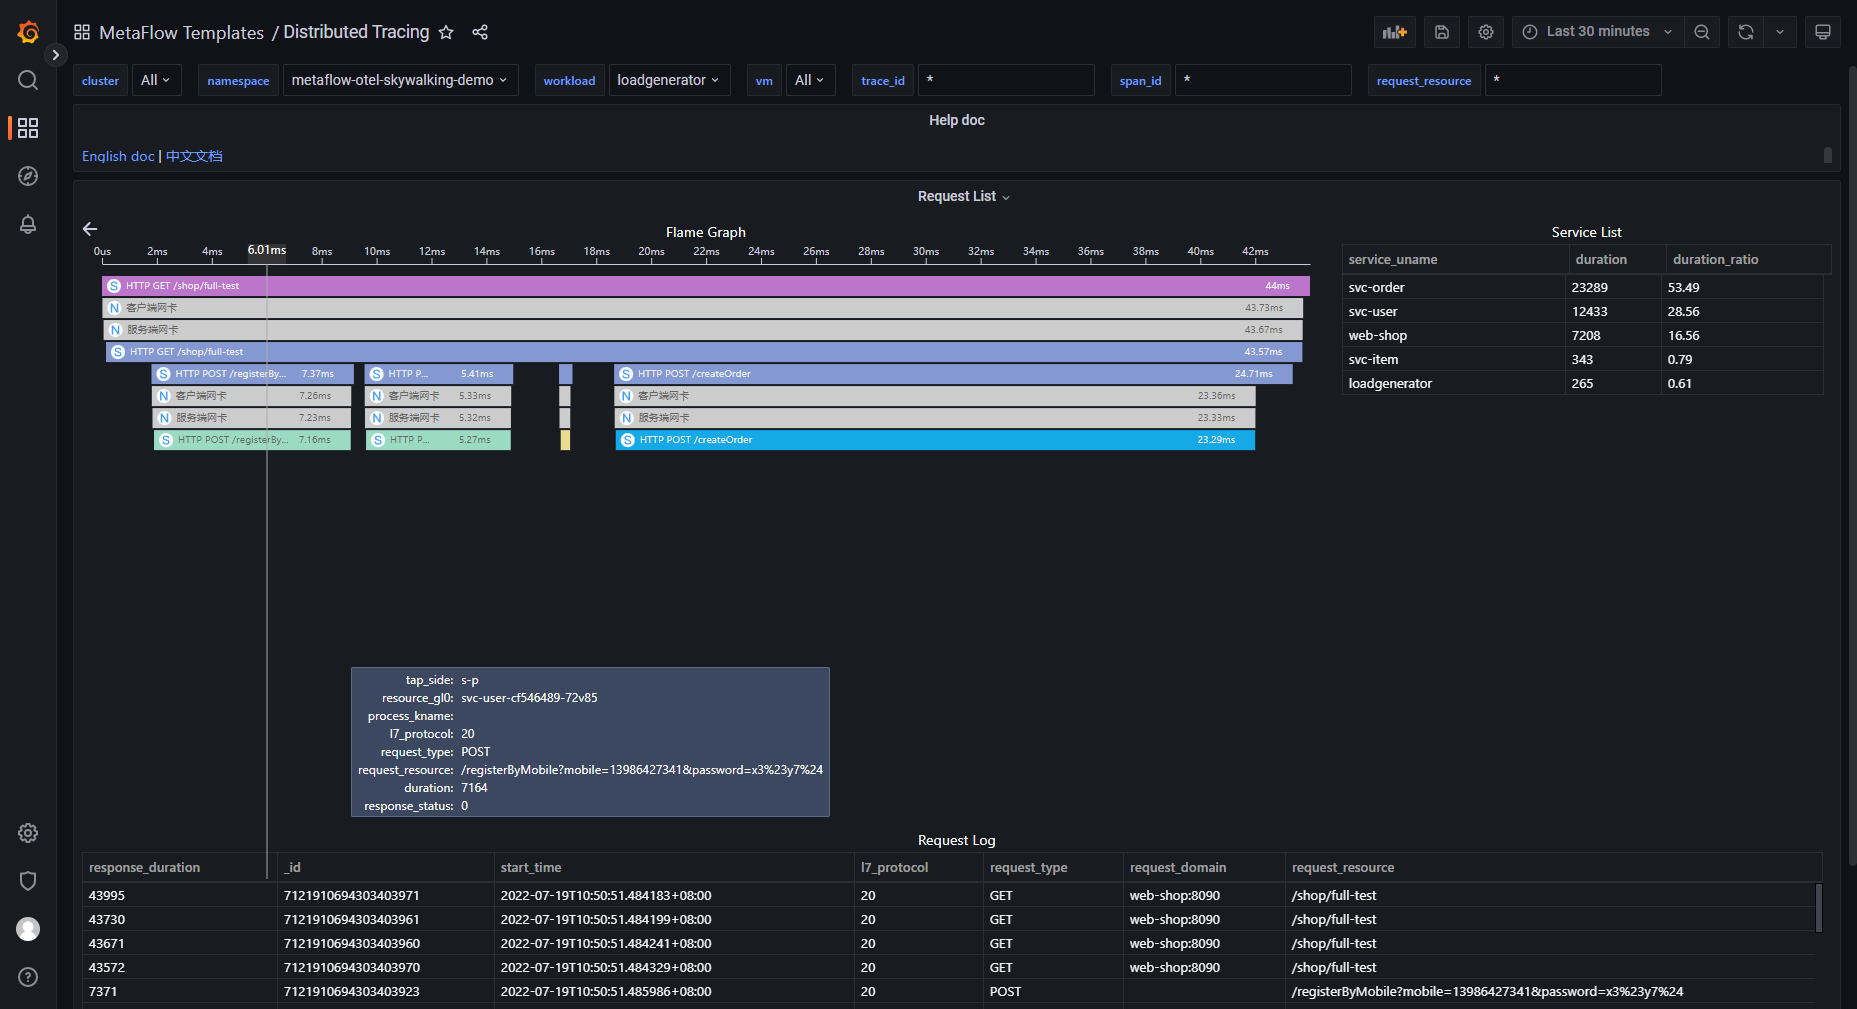 MetaFlow Templates / Distributed Tracing
Last 30 minutes
cluster All namespace metaflow-otel-skywalking-demo workload loadgenerator vm All trace_id * span_id * request_resource *
Help doc
English doc | 中文文档
Request List
Flame Graph
0us 2ms 4ms 6.01ms 8ms 10ms 12ms 14ms 16ms 18ms 20ms 22ms 24ms 26ms 28ms 30ms 32ms 34ms 36ms 38ms 40ms 42ms
S HTTP GET /shop/full-test 44ms
N 客户端网卡 43.73ms
N 服务端网卡 43.67ms
S HTTP GET /shop/full-test 43.57ms
S HTTP POST /registerBy... 7.37ms S HTTP P... 5.41ms S HTTP POST /createOrder 24.71ms
N 客户端网卡 7.26ms N 客户端网卡 5.33ms N 客户端网卡 23.36ms
N 服务端网卡 7.23ms N 服务端网卡 5.32ms N 服务端网卡 23.33ms
S HTTP POST /registerBy... 7.16ms S HTTP P... 5.27ms S HTTP POST /createOrder 23.29ms
Service List
service_uname duration duration_ratio
svc-order 23289 53.49
svc-user 12433 28.56
web-shop 7208 16.56
svc-item 343 0.79
loadgenerator 265 0.61
tap_side: s-p
resource_gl0: svc-user-cf546489-72v85
process_kname:
l7_protocol: 20
request_type: POST
request_resource: /registerByMobile?mobile=13986427341&password=x3%23y7%24
duration: 7164
response_status: 0
Request Log
response_duration _id start_time l7_protocol request_type request_domain request_resource
43995 7121910694303403971 2022-07-19T10:50:51.484183+08:00 20 GET web-shop:8090 /shop/full-test
43730 7121910694303403961 2022-07-19T10:50:51.484199+08:00 20 GET web-shop:8090 /shop/full-test
43671 7121910694303403960 2022-07-19T10:50:51.484241+08:00 20 GET web-shop:8090 /shop/full-test
43572 7121910694303403970 2022-07-19T10:50:51.484329+08:00 20 GET web-shop:8090 /shop/full-test
7371 7121910694303403923 2022-07-19T10:50:51.485986+08:00 20 POST /registerByMobile?mobile=13986427341&password=x3%23y7%24